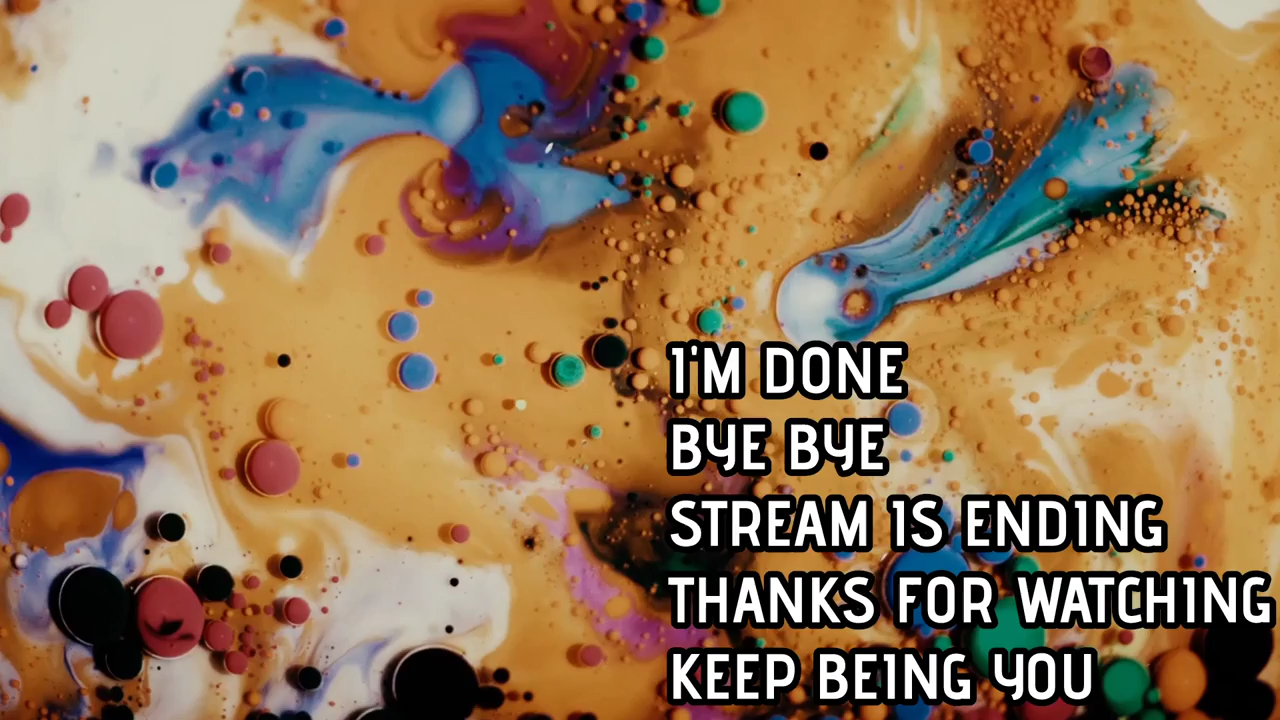 I'M DONE
BYE BYE
STREAM IS ENDING
THANKS FOR WATCHING
KEEP BEING YOU